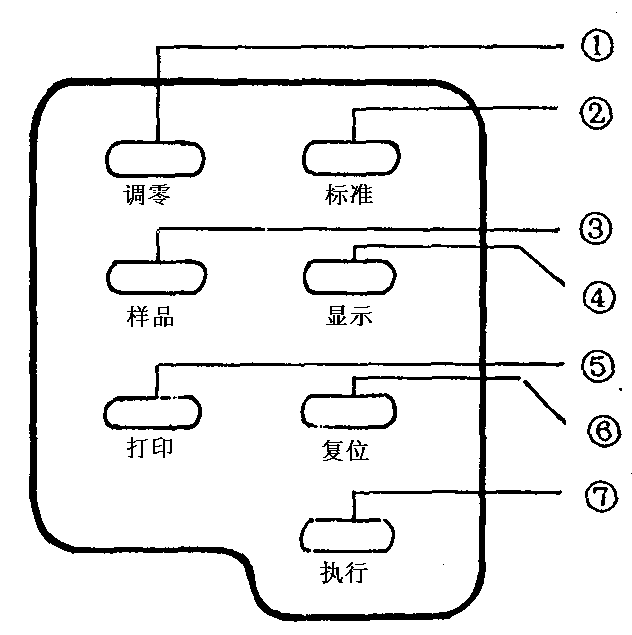 ①
②
调零 标准
③
④
样品 显示
⑤
⑥
打印 复位
⑦
执行